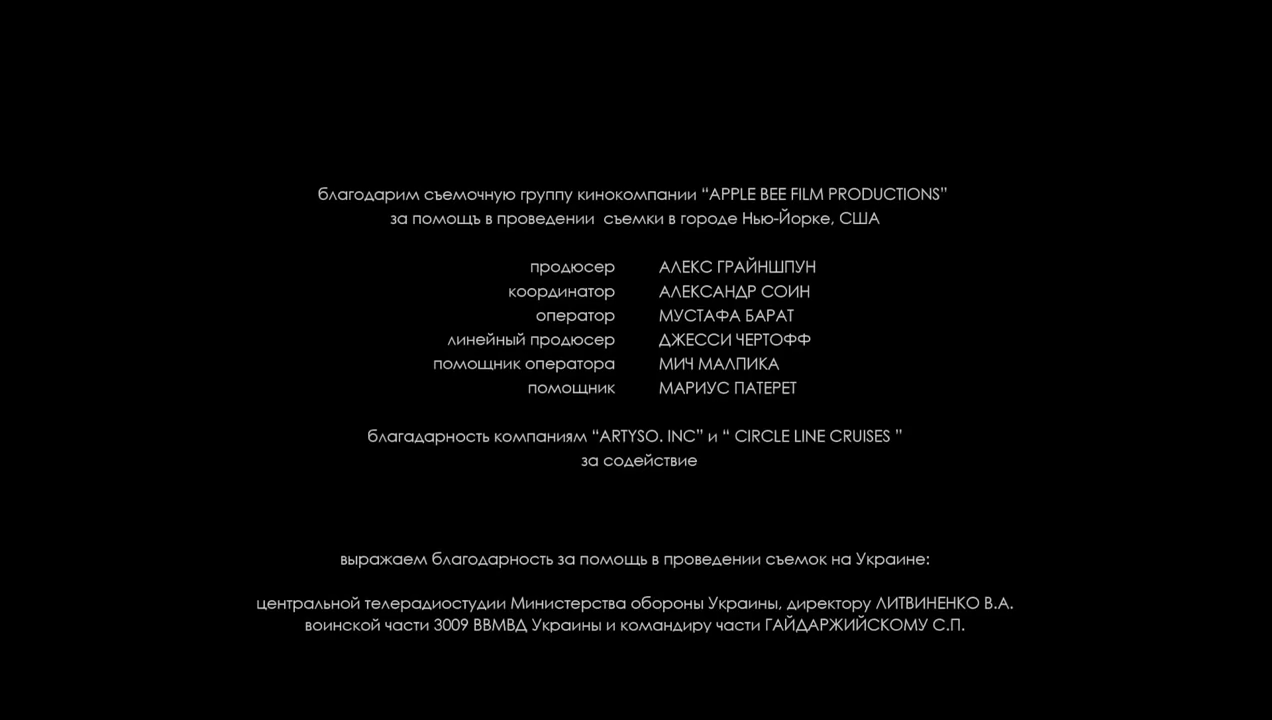 благодарим съемочную группу кинокомпании “APPLE BEE FILM PRODUCTIONS”
за помощъ в проведении съемки в городе Нью-Йорке, США
продюсер АЛЕКС ГРАЙНШПУН
координатор АЛЕКСАНДР СОИН
оператор МУСТАФА БАРАТ
линейный продюсер ДЖЕССИ ЧЕРТОФФ
помощник оператора МИЧ МАЛПИКА
помощник МАРИУС ПАТЕРЕТ
благадарность компаниям “ARTYSO. INC” и “ CIRCLE LINE CRUISES ”
за содействие
выражаем благодарность за помощь в проведении съемок на Украине:
центральной телерадиостудии Министерства обороны Украины, директору ЛИТВИНЕНКО В.А.
воинской части 3009 ВВМВД Украины и командиру части ГАЙДАРЖИЙСКОМУ С.П.